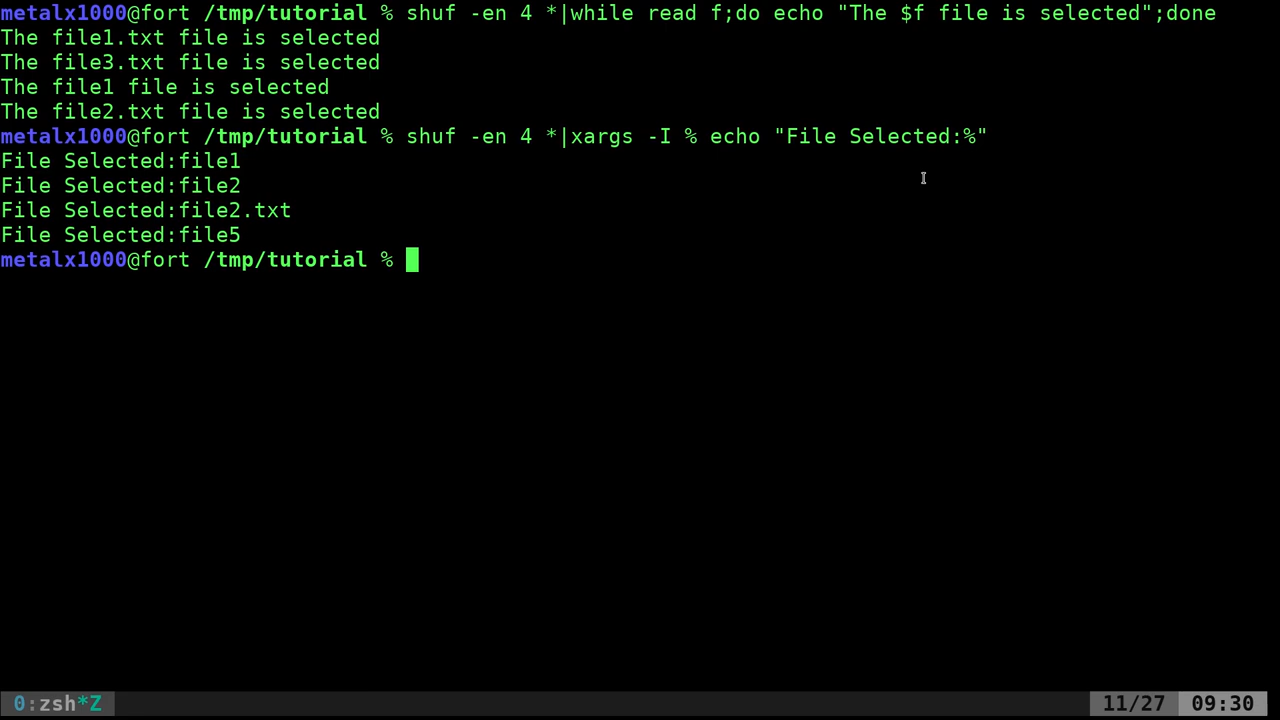 metalx1000@fort /tmp/tutorial % shuf -en 4 *|while read f;do echo "The $f file is selected";done
The file1.txt file is selected
The file3.txt file is selected
The file1 file is selected
The file2.txt file is selected
metalx1000@fort /tmp/tutorial % shuf -en 4 *|xargs -I % echo "File Selected:%"
File Selected:file1
File Selected:file2
File Selected:file2.txt
File Selected:file5
metalx1000@fort /tmp/tutorial %
0:zsh*Z 11/27 09:30